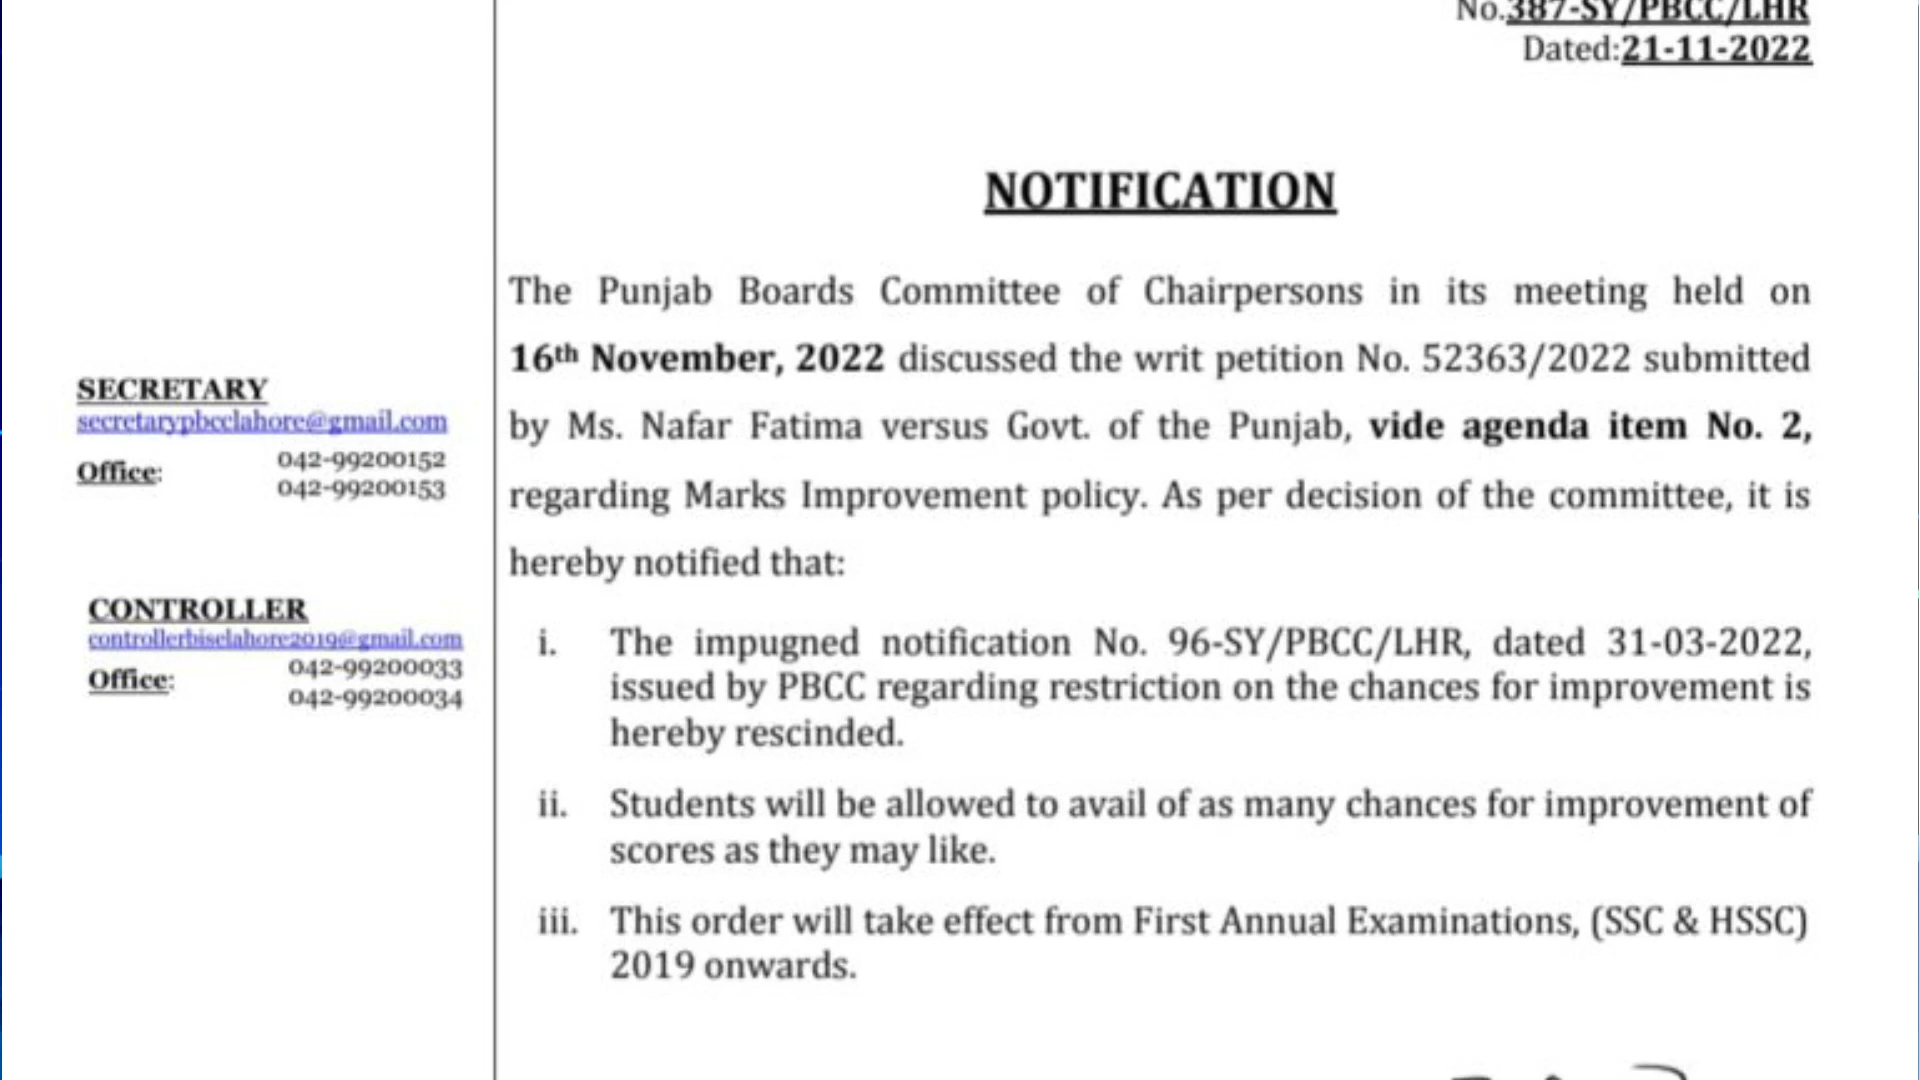 No.387-SY/PBCC/LHR
Dated:21-11-2022
NOTIFICATION
The Punjab Boards Committee of Chairpersons in its meeting held on
16th November, 2022 discussed the writ petition No. 52363/2022 submitted
by Ms. Nafar Fatima versus Govt. of the Punjab, vide agenda item No. 2,
regarding Marks Improvement policy. As per decision of the committee, it is
hereby notified that:
i. The impugned notification No. 96-SY/PBCC/LHR, dated 31-03-2022,
issued by PBCC regarding restriction on the chances for improvement is
hereby rescinded.
ii. Students will be allowed to avail of as many chances for improvement of
scores as they may like.
iii. This order will take effect from First Annual Examinations, (SSC & HSSC)
2019 onwards.
SECRETARY
secretarypbcclahore@gmail.com
Office: 042-99200152
042-99200153
CONTROLLER
controllerbiselahore2019@gmail.com
Office: 042-99200033
042-99200034